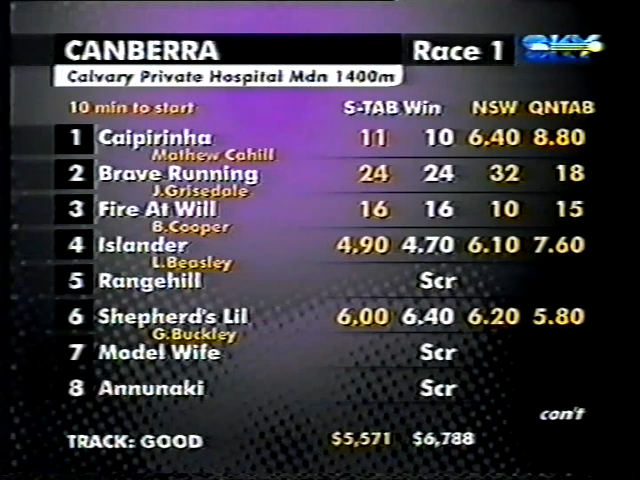 CANBERRA Race 1 SKY
Calvary Private Hospital Mdn 1400m
10 min to start S-TAB Win NSW QNTAB
1 Caipirinha 11 10 6.40 8.80
Mathew Cahill
2 Brave Running 24 24 32 18
J.Grisedale
3 Fire At Will 16 16 10 15
B.Cooper
4 Islander 4.90 4.70 6.10 7.60
L.Beasley
5 Rangehill Scr
6 Shepherd's Lil 6.00 6.40 6.20 5.80
G.Buckley
7 Model Wife Scr
8 Annunaki Scr
con't
TRACK: GOOD $5,571 $6,788